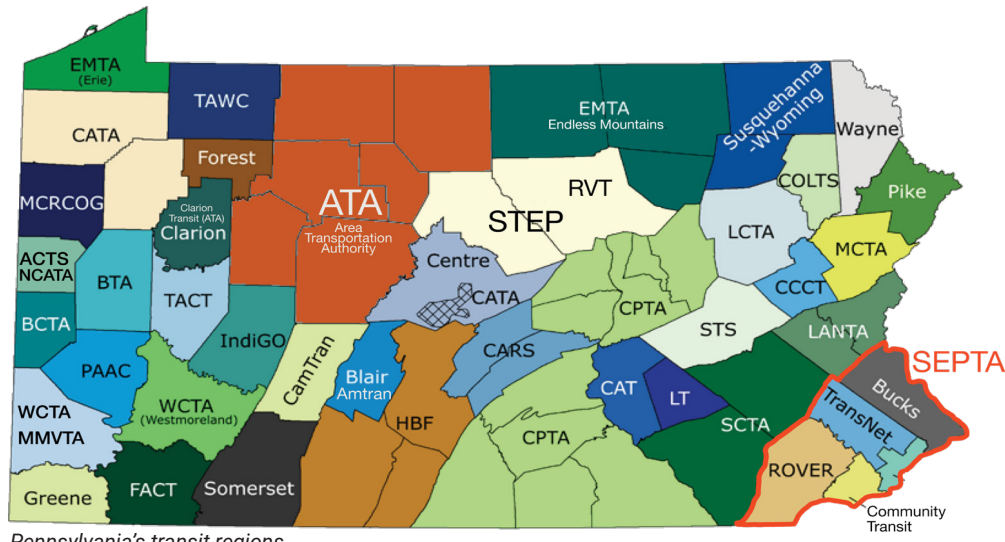 EMTA
(Erie)
TAWC
EMTA
Endless Mountains
Susquehanna
-Wyoming
CATA
Wayne
Forest
COLTS
Pike
MCRCOG
Clarion
Transit (ATA)
Clarion
ATA
Area
Transportation
Authority
RVT
STEP
LCTA
MCTA
ACTS
NCATA
BTA
Centre
CATA
CCCT
TACT
CPTA
BCTA
IndiGO
STS
LANTA
CamTran
CARS
SEPTA
PAAC
Blair
Amtran
CAT
LT
Bucks
WCTA
MMVTA
WCTA
(Westmoreland)
HBF
CPTA
SCTA
TransNet
ROVER
Greene
FACT
Somerset
Community
Transit
Pennsylvania's transit regions